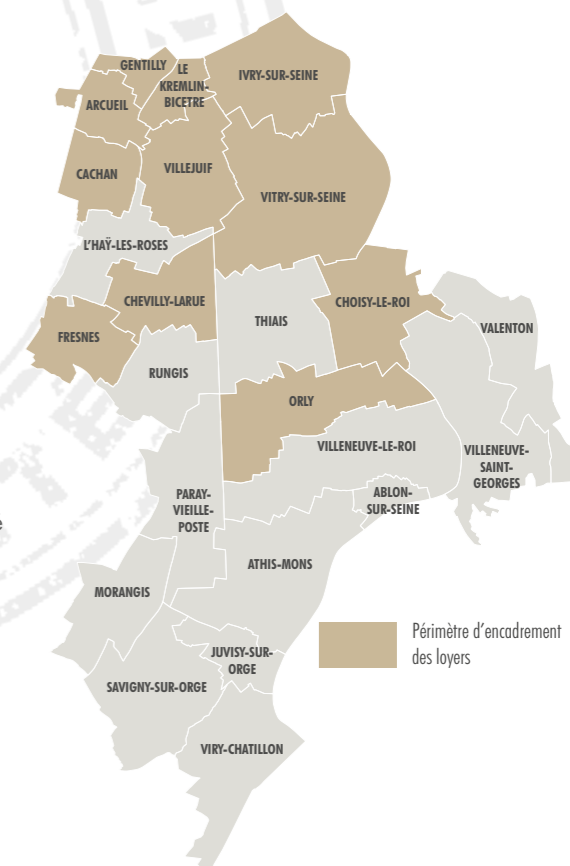 GENTILLY
LE
KREMLIN-
BICETRE
IVRY-SUR-SEINE
ARCUEIL
CACHAN
VILLEJUIF
VITRY-SUR-SEINE
L'HAŸ-LES-ROSES
CHEVILLY-LARUE
THIAIS
CHOISY-LE-ROI
FRESNES
VALENTON
RUNGIS
ORLY
VILLENEUVE-LE-ROI
VILLENEUVE-
SAINT-
GEORGES
PARAY-
VIEILLE-
POSTE
ABLON-
SUR-SEINE
ATHIS-MONS
MORANGIS
JUVISY-SUR-
ORGE
SAVIGNY-SUR-ORGE
VIRY-CHATILLON
Périmètre d'encadrement
des loyers